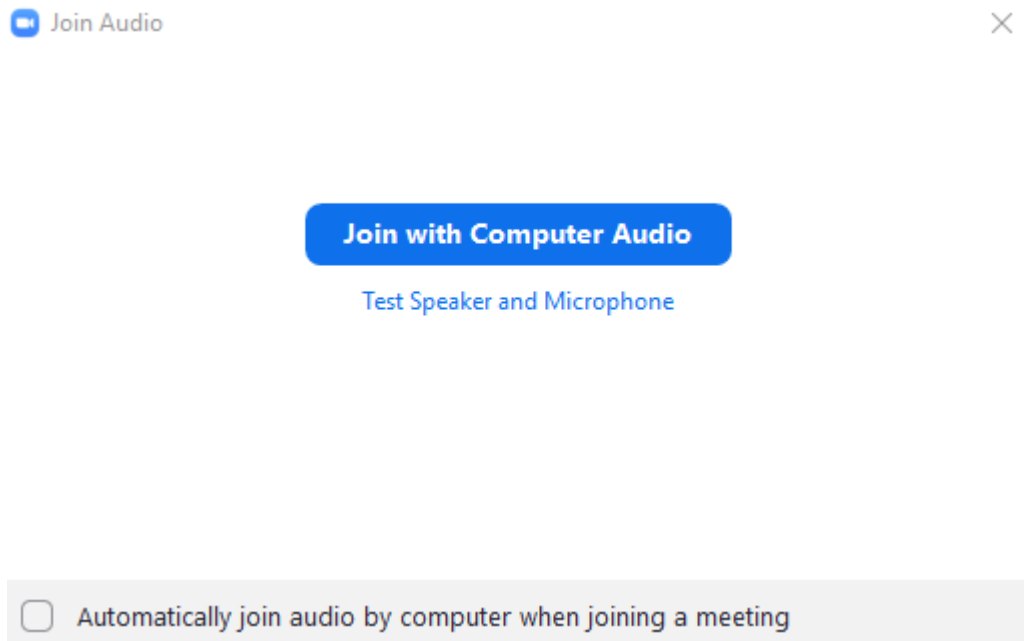 Join Audio
Join with Computer Audio
Test Speaker and Microphone
Automatically join audio by computer when joining a meeting